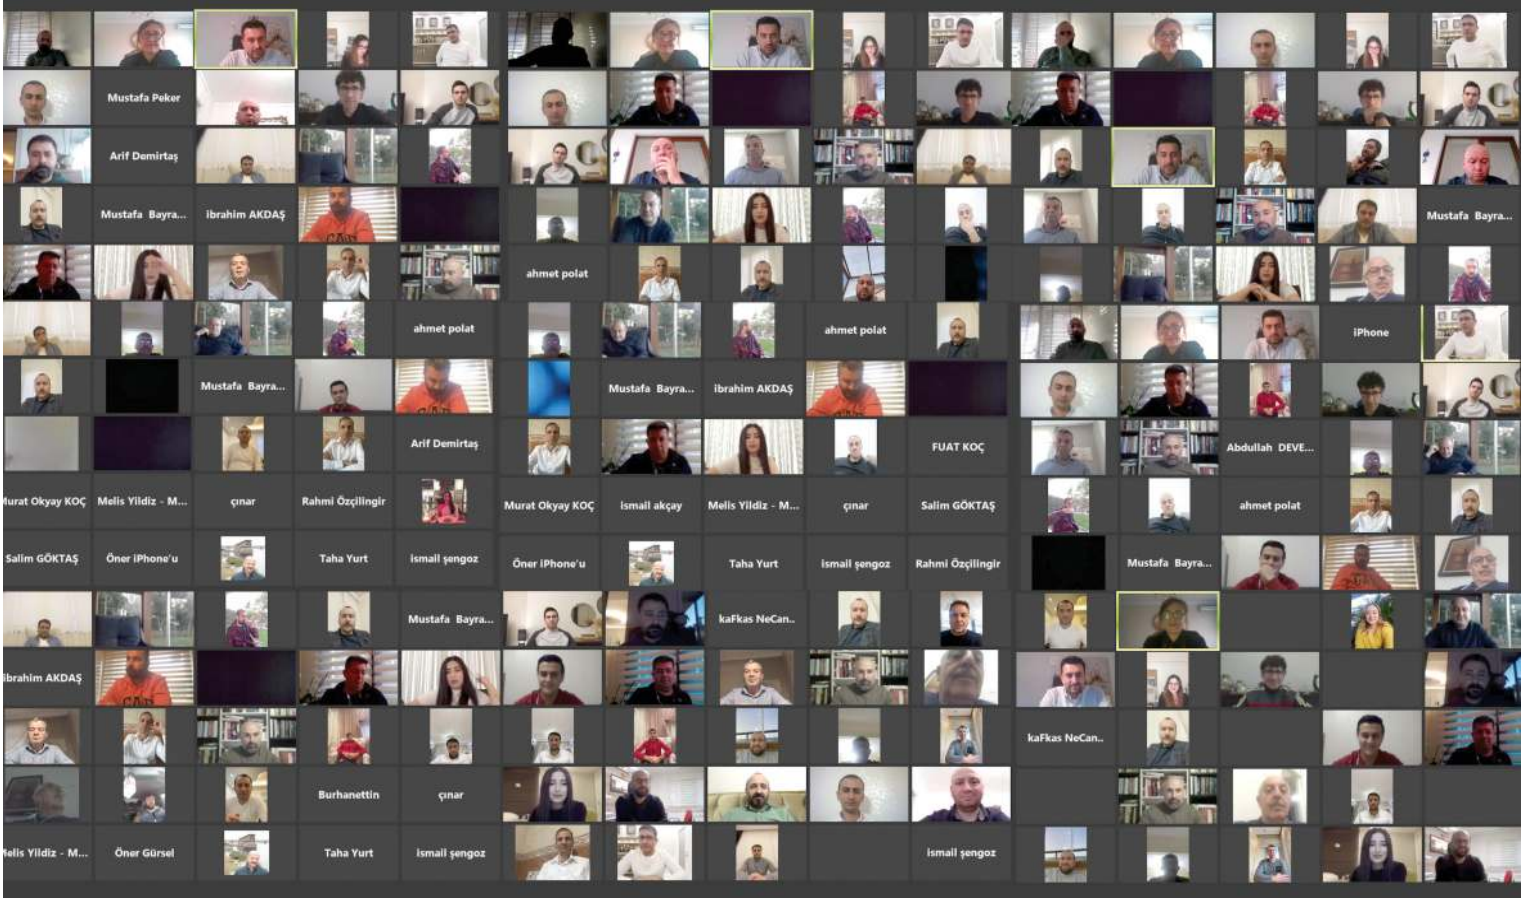 Mustafa Peker
Arif Demirtaş
Mustafa Bayra...
ibrahim AKDAŞ
Mustafa Bayra...
ahmet polat
ahmet polat
ahmet polat
iPhone
Mustafa Bayra...
Mustafa Bayra...
ibrahim AKDAŞ
Arif Demirtaş
FUAT KOÇ
Abdullah DEVE...
Murat Okyay KOÇ
Melis Yildiz - M...
çınar
Rahmi Özçilingir
Murat Okyay KOÇ
ismail akçay
Melis Yildiz - M...
çınar
Salim GÖKTAŞ
ahmet polat
Salim GÖKTAŞ
Öner iPhone'u
Taha Yurt
ismail şengoz
Öner iPhone'u
Taha Yurt
ismail şengoz
Rahmi Özçilingir
Mustafa Bayra...
Mustafa Bayra...
kaFkas NeCan..
ibrahim AKDAŞ
kaFkas NeCan..
Burhanettin
çınar
Melis Yildiz - M...
Öner Gürsel
Taha Yurt
ismail şengoz
ismail şengoz